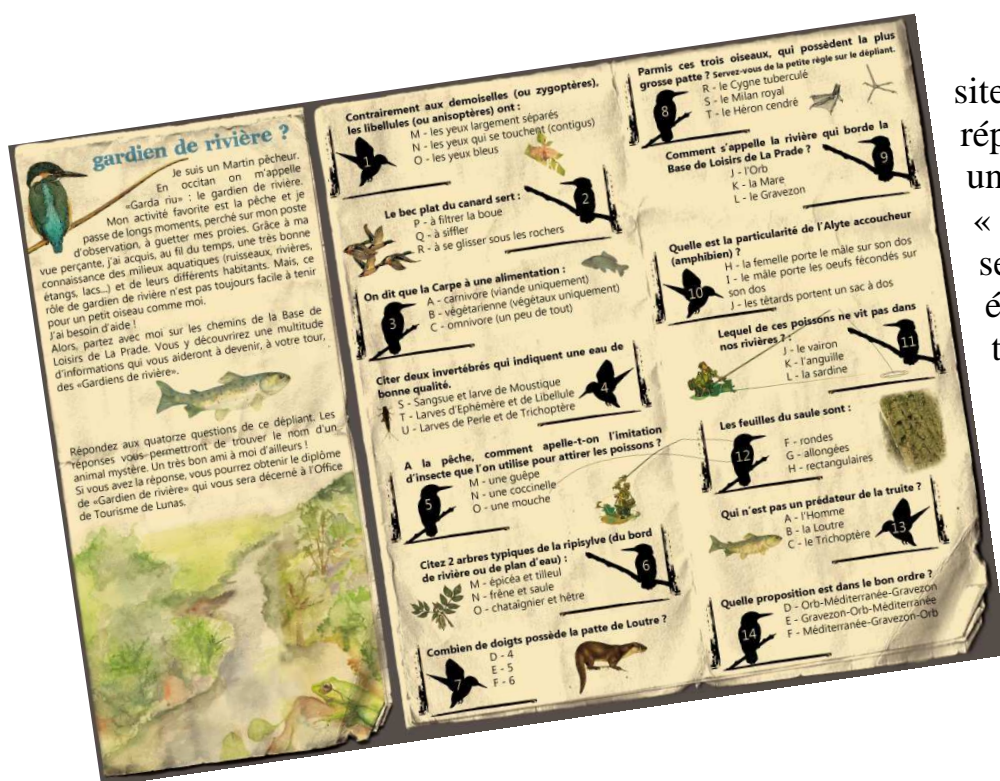 gardien de rivière ?
Je suis un Martin pêcheur.
En occitan on m'appelle
«Garda riu» : le gardien de rivière.
Mon activité favorite est la pêche et je
passe de longs moments, perché sur mon poste
d'observation, à guetter mes proies. Grâce à ma
vue perçante, j'ai acquis, au fil du temps, une très bonne
connaissance des milieux aquatiques (ruisseaux, rivières,
étangs, lacs...) et de leurs différents habitants. Mais, ce
rôle de gardien de rivière n'est pas toujours facile à tenir
pour un petit oiseau comme moi.
J'ai besoin d'aide !
Alors, partez avec moi sur les chemins de la Base de
Loisirs de La Prade. Vous y découvrirez une multitude
d'informations qui vous aideront à devenir, à votre tour,
des «Gardiens de rivière».
Répondez aux quatorze questions de ce dépliant. Les
réponses vous permettront de trouver le nom d'un
animal mystère. Un très bon ami à moi d'ailleurs !
Si vous avez la réponse, vous pourrez obtenir le diplôme
de «Gardien de rivière» qui vous sera décerné à l'Office
de Tourisme de Lunas.
Contrairement aux demoiselles (ou zygoptères),
les libellules (ou anisoptères) ont :
M - les yeux largement séparés
N - les yeux qui se touchent (contigus)
O - les yeux bleus
1
Le bec plat du canard sert :
P - à filtrer la boue
Q - à siffler
R - à se glisser sous les rochers
2
On dit que la Carpe à une alimentation :
A - carnivore (viande uniquement)
B - végétarienne (végétaux uniquement)
C - omnivore (un peu de tout)
3
Citer deux invertébrés qui indiquent une eau de
bonne qualité.
S - Sangsue et larve de Moustique
T - Larves d'Ephémère et de Libellule
U - Larves de Perle et de Trichoptère
4
A la pêche, comment apelle-t-on l'imitation
d'insecte que l'on utilise pour attirer les poissons ?
M - une guêpe
N - une coccinelle
O - une mouche
5
Citez 2 arbres typiques de la ripisylve (du bord
de rivière ou de plan d'eau) :
M - épicéa et tilleul
N - frêne et saule
O - chataîgnier et hêtre
6
Combien de doigts possède la patte de Loutre ?
D - 4
E - 5
F - 6
7
Parmis ces trois oiseaux, qui possèdent la plus
grosse patte ? Servez-vous de la petite règle sur le dépliant.
R - le Cygne tuberculé
S - le Milan royal
T - le Héron cendré
8
Comment s'appelle la rivière qui borde la
Base de Loisirs de La Prade ?
J - l'Orb
K - la Mare
L - le Gravezon
9
Quelle est la particularité de l'Alyte accoucheur
(amphibien) ?
H - la femelle porte le mâle sur son dos
I - le mâle porte les oeufs fécondés sur
son dos
J - les têtards portent un sac à dos
10
Lequel de ces poissons ne vit pas dans
nos rivières ? :
J - le vairon
K - l'anguille
L - la sardine
11
Les feuilles du saule sont :
F - rondes
G - allongées
H - rectangulaires
12
Qui n'est pas un prédateur de la truite ?
A - l'Homme
B - la Loutre
C - le Trichoptère
13
Quelle proposition est dans le bon ordre ?
D - Orb-Méditerranée-Gravezon
E - Gravezon-Orb-Méditerranée
F - Méditerranée-Gravezon-Orb
14
site
rép
un
«
se
é
t